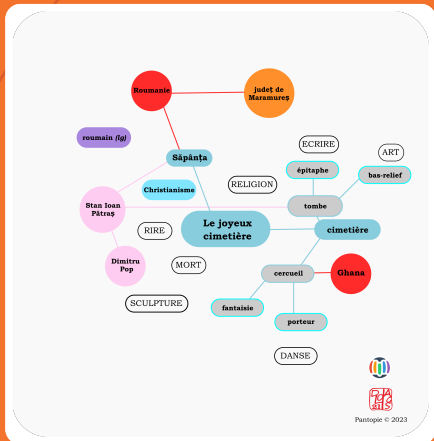 Roumanie
județ de
Maramureș
roumain (lg)
ECRIRE
ART
Săpânța
épitaphe
bas-relief
Christianisme
RELIGION
Stan Ioan
Pătraș
tombe
RIRE
Le joyeux
cimetière
cimetière
Dimitru
Pop
MORT
cercueil
Ghana
SCULPTURE
fantaisie
porteur
DANSE
Pantopie © 2023